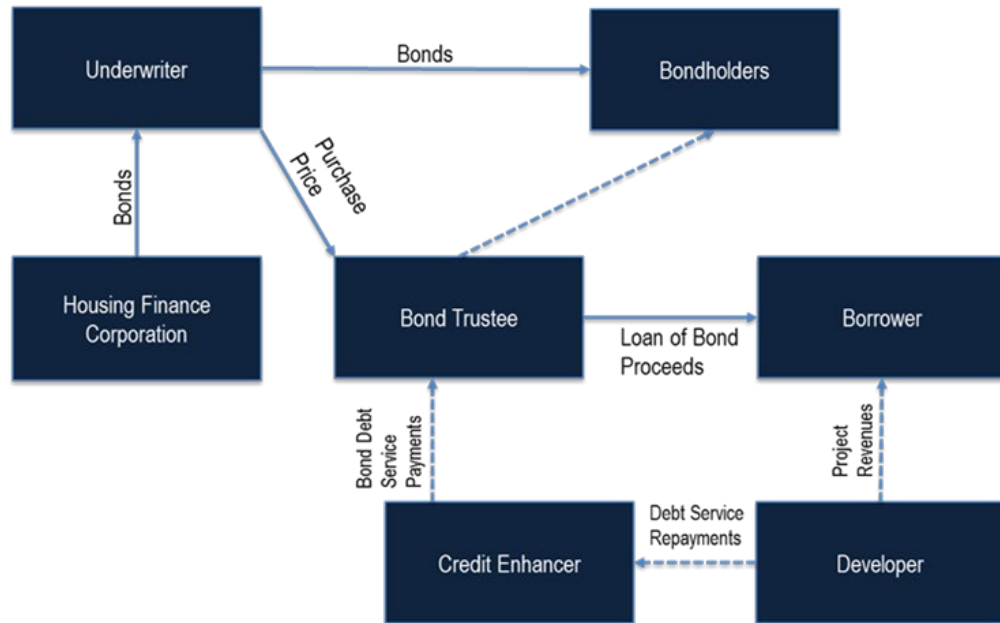 Underwriter
Bonds
Bondholders
Bonds
Purchase
Price
Housing Finance
Corporation
Bond Trustee
Loan of Bond
Proceeds
Borrower
Bond Debt
Service
Payments
Project
Revenues
Credit Enhancer
Debt Service
Repayments
Developer